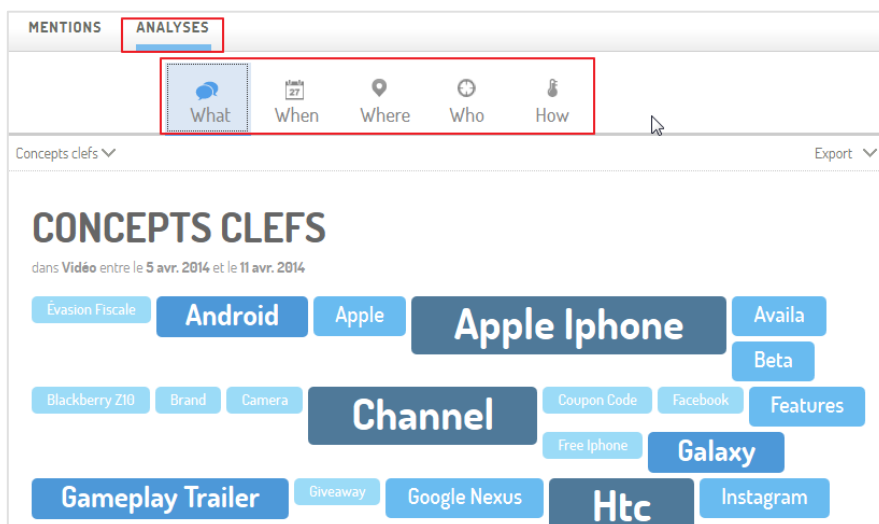 MENTIONS ANALYSES
27
What When Where Who How
Concepts clefs Export
CONCEPTS CLEFS
dans Vidéo entre le 5 avr. 2014 et le 11 avr. 2014
Évasion Fiscale Android Apple Apple Iphone Availa
Beta
Blackberry Z10 Brand Camera Channel Coupon Code Facebook Features
Free Iphone Galaxy
Gameplay Trailer Giveaway Google Nexus Htc Instagram